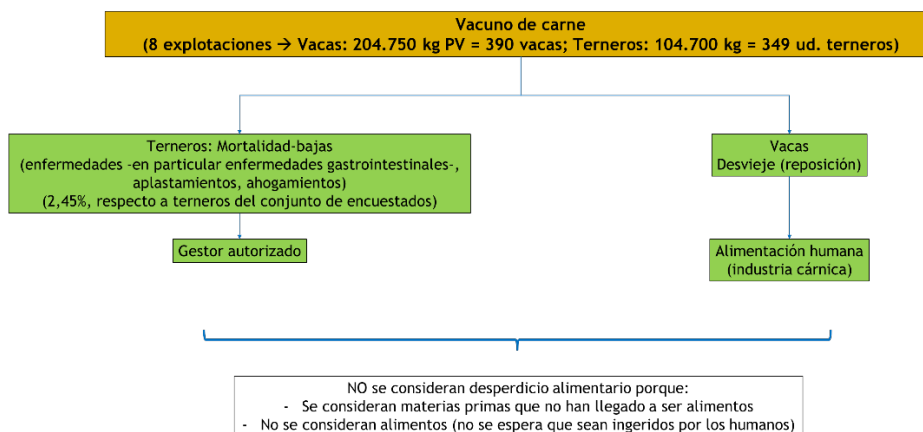 Vacuno de carne
(8 explotaciones → Vacas: 204.750 kg PV = 390 vacas; Terneros: 104.700 kg = 349 ud. terneros)
Terneros: Mortalidad-bajas
(enfermedades -en particular enfermedades gastrointestinales-,
aplastamientos, ahogamientos)
(2,45%, respecto a terneros del conjunto de encuestados)
Vacas
Desvieje (reposición)
Gestor autorizado
Alimentación humana
(industria cárnica)
NO se consideran desperdicio alimentario porque:
- Se consideran materias primas que no han llegado a ser alimentos
- No se consideran alimentos (no se espera que sean ingeridos por los humanos)